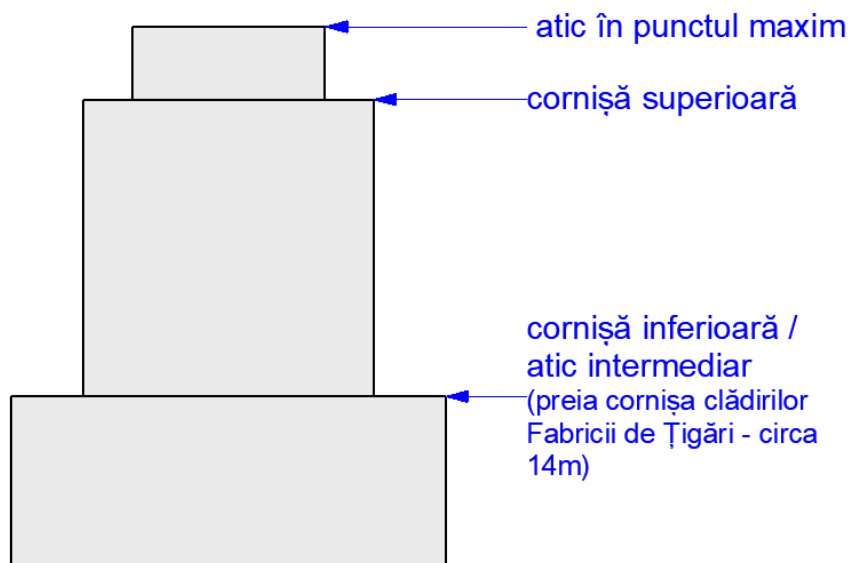 atic în punctul maxim
cornișă superioară
cornișă inferioară /
atic intermediar
(preia cornișa clădirilor
Fabricii de Țigări - circa
14m)